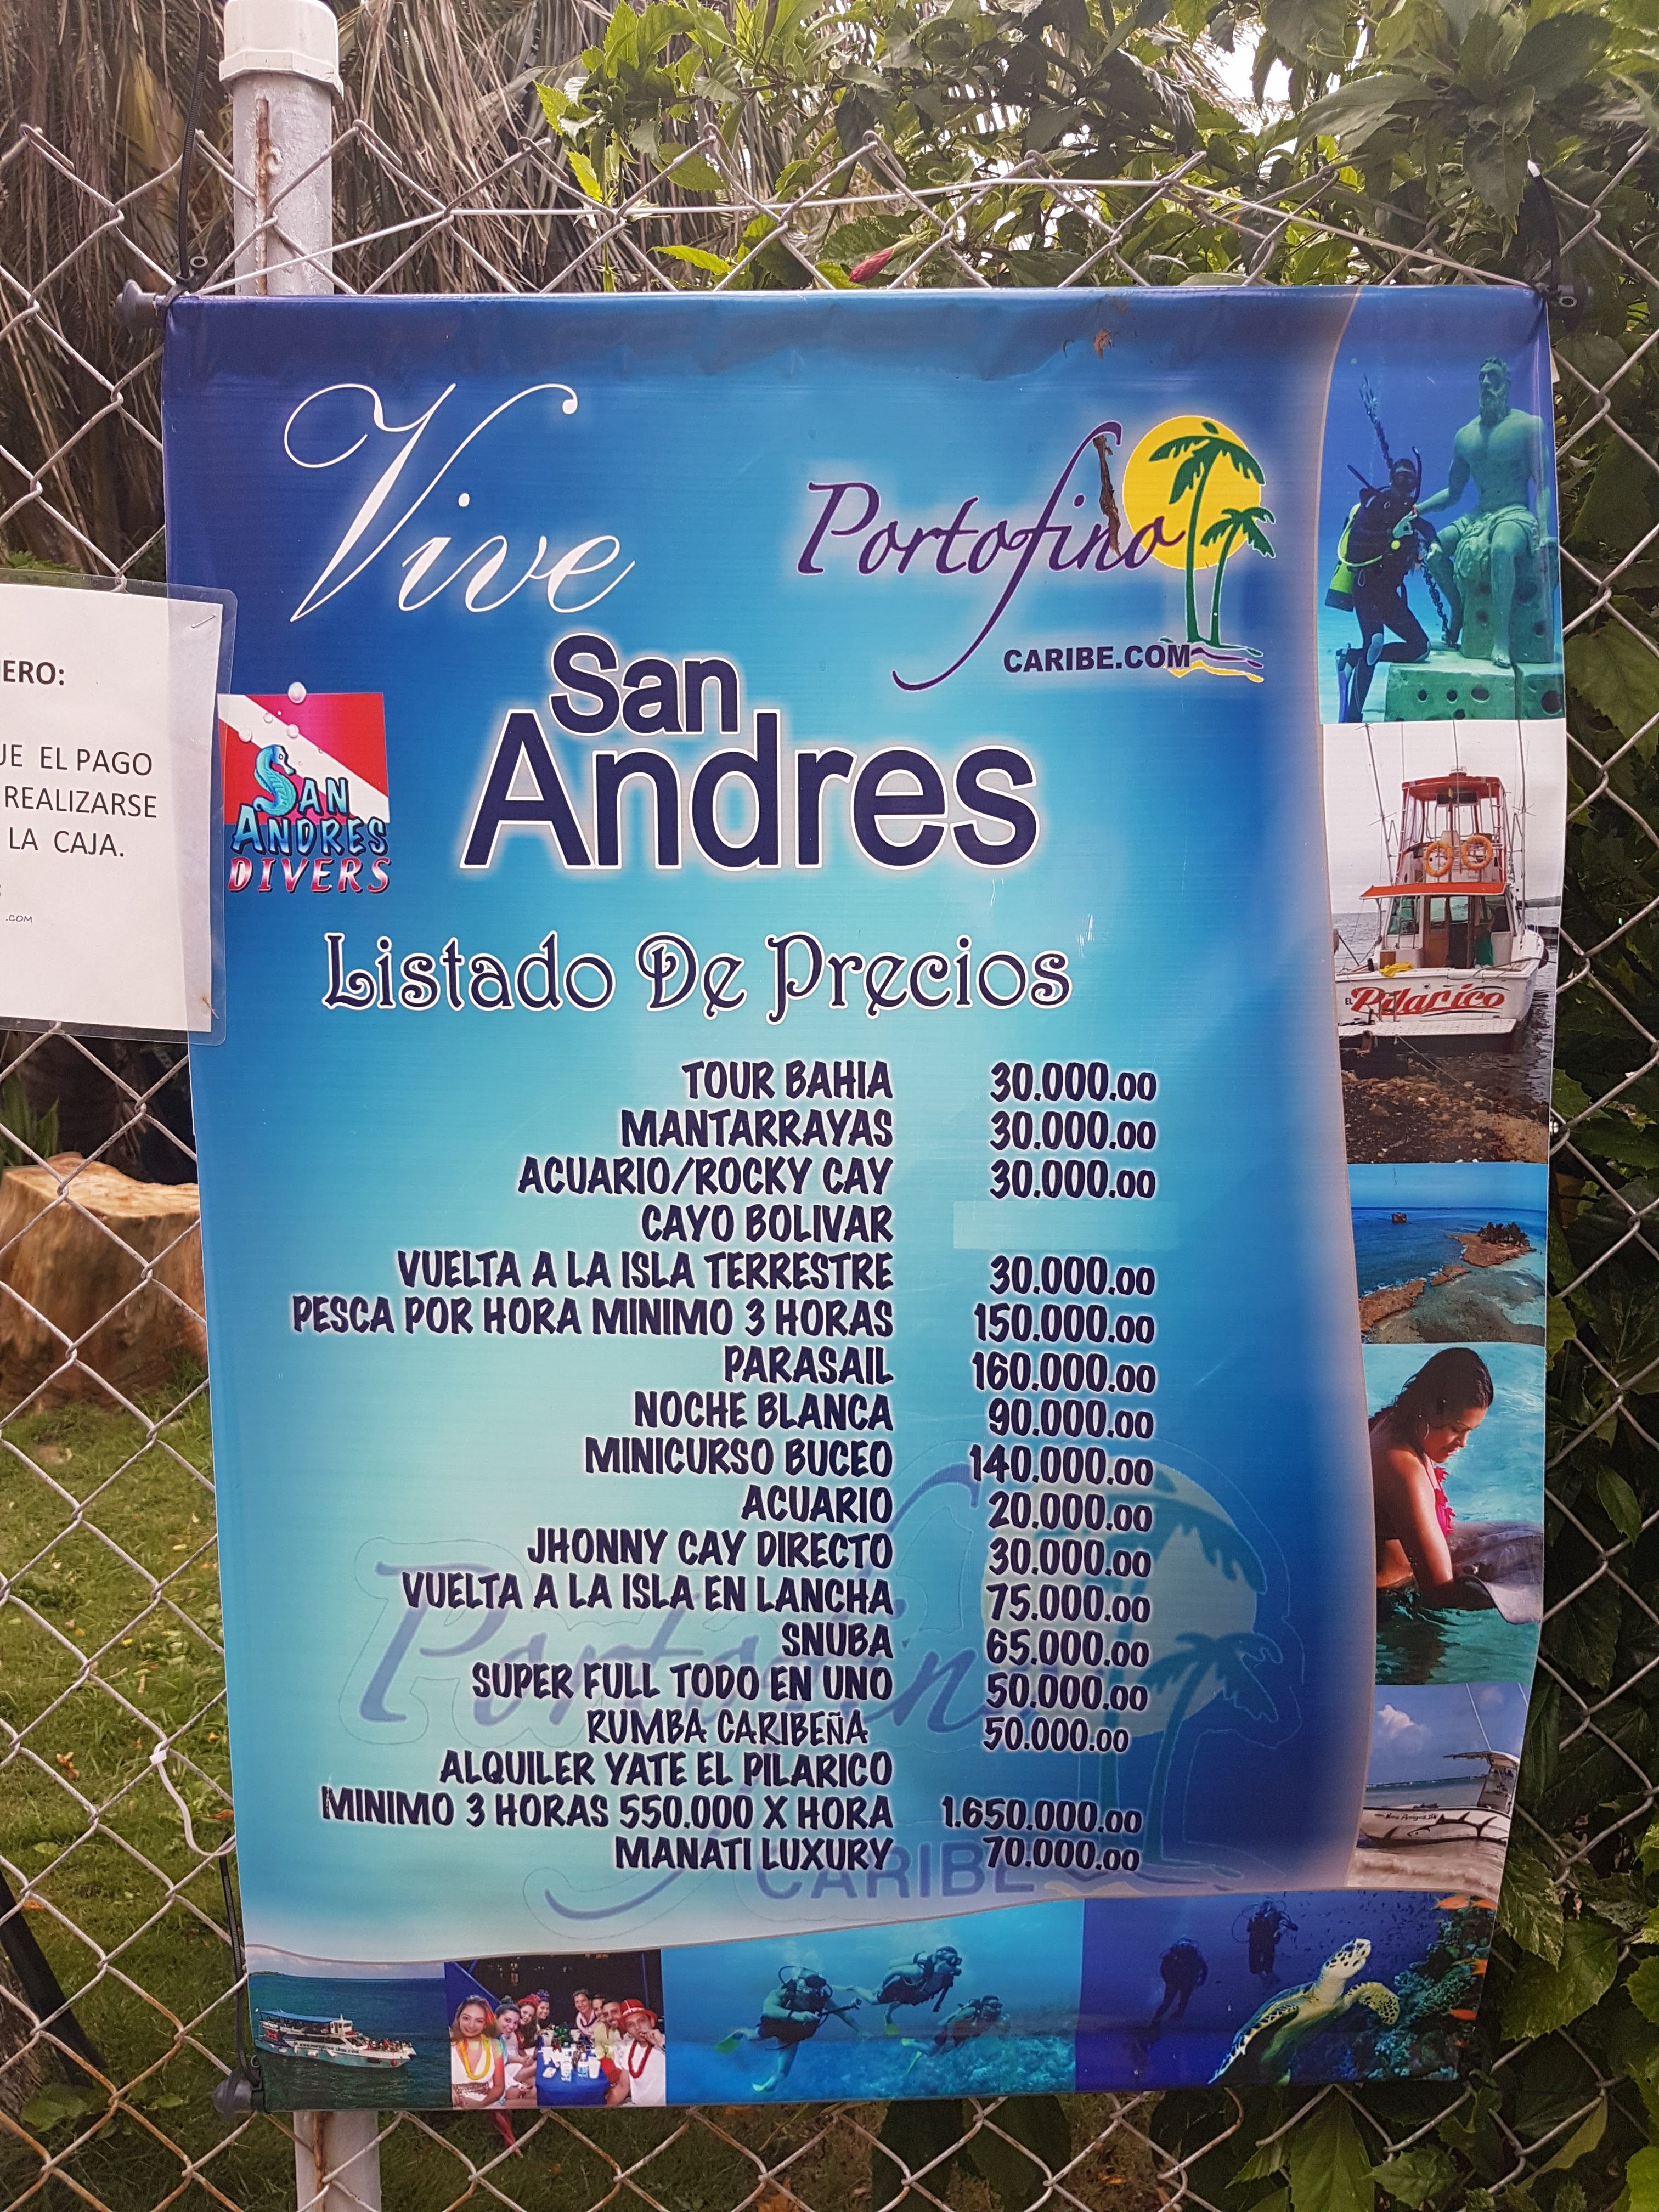 Vive
Portofino
CARIBE.COM
San
Andres
SAN
ANDRES
DIVERS
ERO:
UE EL PAGO
REALIZARSE
LA CAJA.
.COM
Listado De Precios
TOUR BAHIA 30.000.00
MANTARRAYAS 30.000.00
ACUARIO/ROCKY CAY 30.000.00
CAYO BOLIVAR
VUELTA A LA ISLA TERRESTRE 30.000.00
PESCA POR HORA MINIMO 3 HORAS 150.000.00
PARASAIL 160.000.00
NOCHE BLANCA 90.000.00
MINICURSO BUCEO 140.000.00
ACUARIO 20.000.00
JHONNY CAY DIRECTO 30.000.00
VUELTA A LA ISLA EN LANCHA 75.000.00
SNUBA 65.000.00
SUPER FULL TODO EN UNO 50.000.00
RUMBA CARIBEÑA 50.000.00
ALQUILER YATE EL PILARICO
MINIMO 3 HORAS 550.000 X HORA 1.650.000.00
MANATI LUXURY 70.000.00
Portofino
CARIBE
EL Pilarico